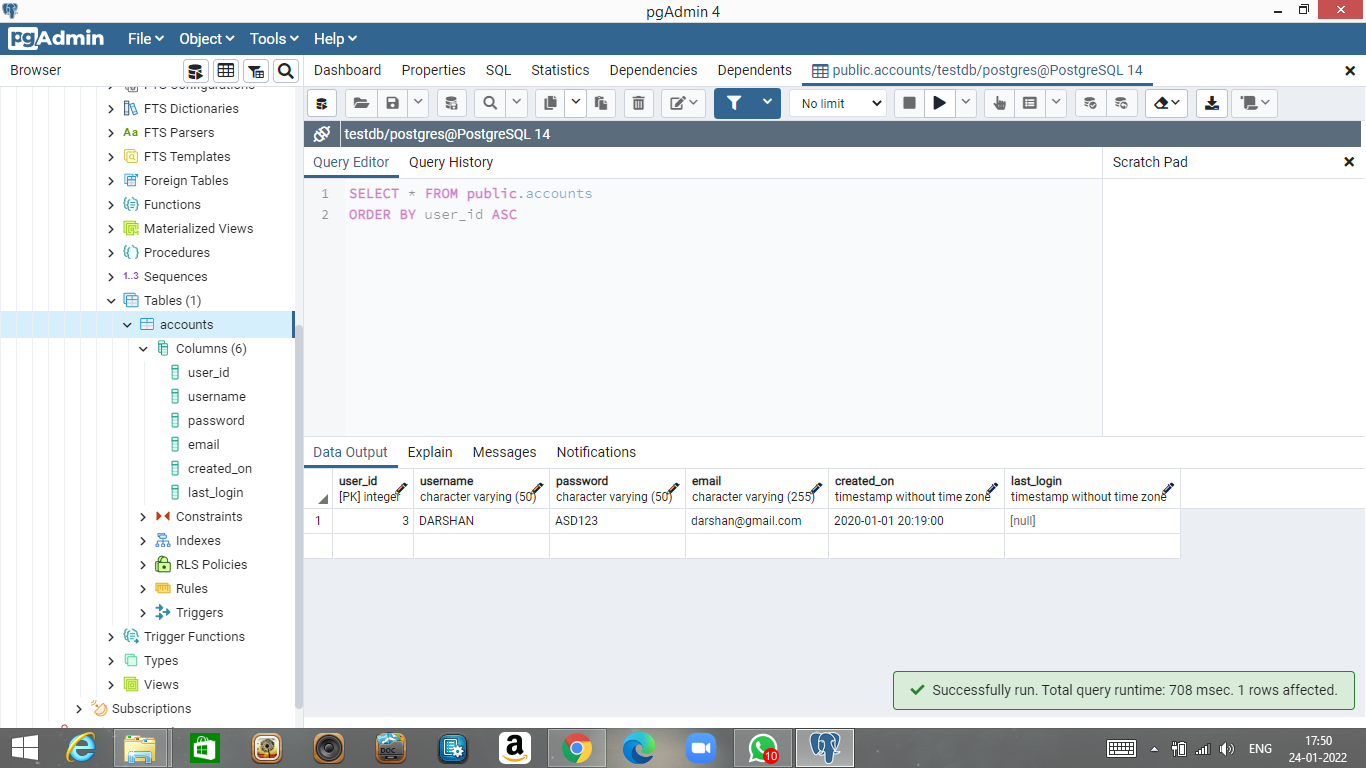 pgAdmin 4
pgAdmin
File
Object
Tools
Help
Browser
Dashboard
Properties
SQL
Statistics
Dependencies
Dependents
public.accounts/testdb/postgres@PostgreSQL 14
FTS Configurations
FTS Dictionaries
Aa FTS Parsers
FTS Templates
Foreign Tables
Functions
Materialized Views
Procedures
1..3 Sequences
Tables (1)
accounts
Columns (6)
user_id
username
password
email
created_on
last_login
Constraints
Indexes
RLS Policies
Rules
Triggers
Trigger Functions
Types
Views
Subscriptions
No limit
testdb/postgres@PostgreSQL 14
Query Editor
Query History
Scratch Pad
1 SELECT * FROM public.accounts
2 ORDER BY user_id ASC
Data Output
Explain
Messages
Notifications
user_id
[PK] integer
username
character varying (50)
password
character varying (50)
email
character varying (255)
created_on
timestamp without time zone
last_login
timestamp without time zone
1 3 DARSHAN ASD123 darshan@gmail.com 2020-01-01 20:19:00 [null]
Successfully run. Total query runtime: 708 msec. 1 rows affected.
DOC
10
ENG
17:50
24-01-2022